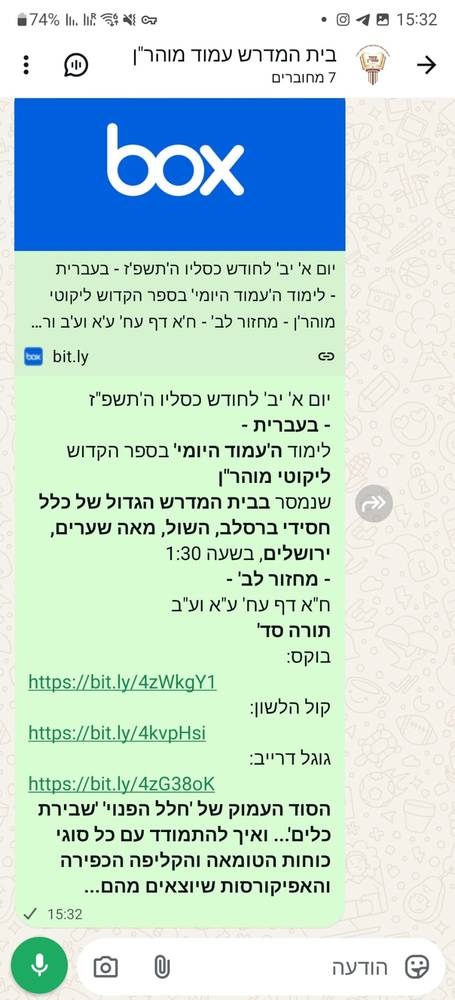 74% 15:32
בית המדרש עמוד מוהר"ן
7 מחוברים
box
יום א' יב' לחודש כסליו ה'תשפ'ז - בעברית
- לימוד ה'עמוד היומי' בספר הקדוש ליקוטי
מוהר'ן - מחזור לב' - ח'א דף עח' ע'א וע'ב ור...
box bit.ly
יום א' יב' לחודש כסליו ה'תשפ"ז
- בעברית -
לימוד ה'עמוד היומי' בספר הקדוש
ליקוטי מוהר"ן
שנמסר בבית המדרש הגדול של כלל
חסידי ברסלב, השול, מאה שערים,
ירושלים, בשעה 1:30
- מחזור לב' -
ח"א דף עח' ע"א וע"ב
תורה סד'
בוקס:
https://bit.ly/4zWkgY1
קול הלשון:
https://bit.ly/4kvpHsi
גוגל דרייב:
https://bit.ly/4zG38oK
הסוד העמוק של 'חלל הפנוי' 'שבירת
כלים'... ואיך להתמודד עם כל סוגי
כוחות הטומאה והקליפה הכפירה
והאפיקורסות שיוצאים מהם...
15:32
הודעה